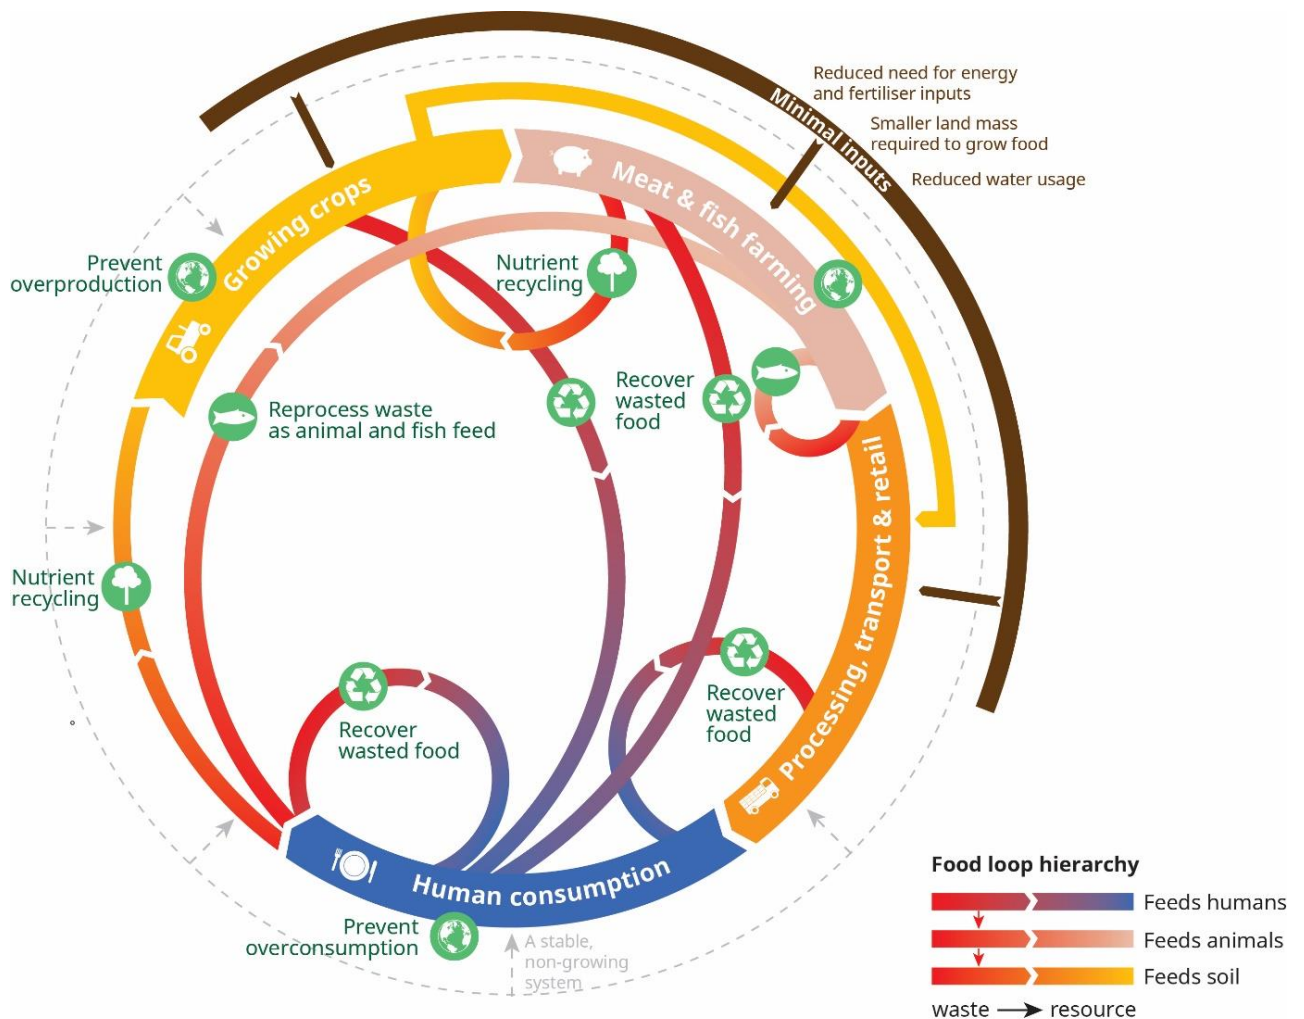 Reduced need for energy
and fertiliser inputs
Minimal inputs
Smaller land mass
required to grow food
Reduced water usage
Growing crops
Meat & fish farming
Prevent
overproduction
Nutrient
recycling
Recover
wasted
food
Reprocess waste
as animal and fish feed
Processing, transport & retail
Nutrient
recycling
Recover
wasted food
Recover
wasted
food
Human consumption
Prevent
overconsumption
A stable,
non-growing
system
Food loop hierarchy
Feeds humans
Feeds animals
Feeds soil
waste
resource